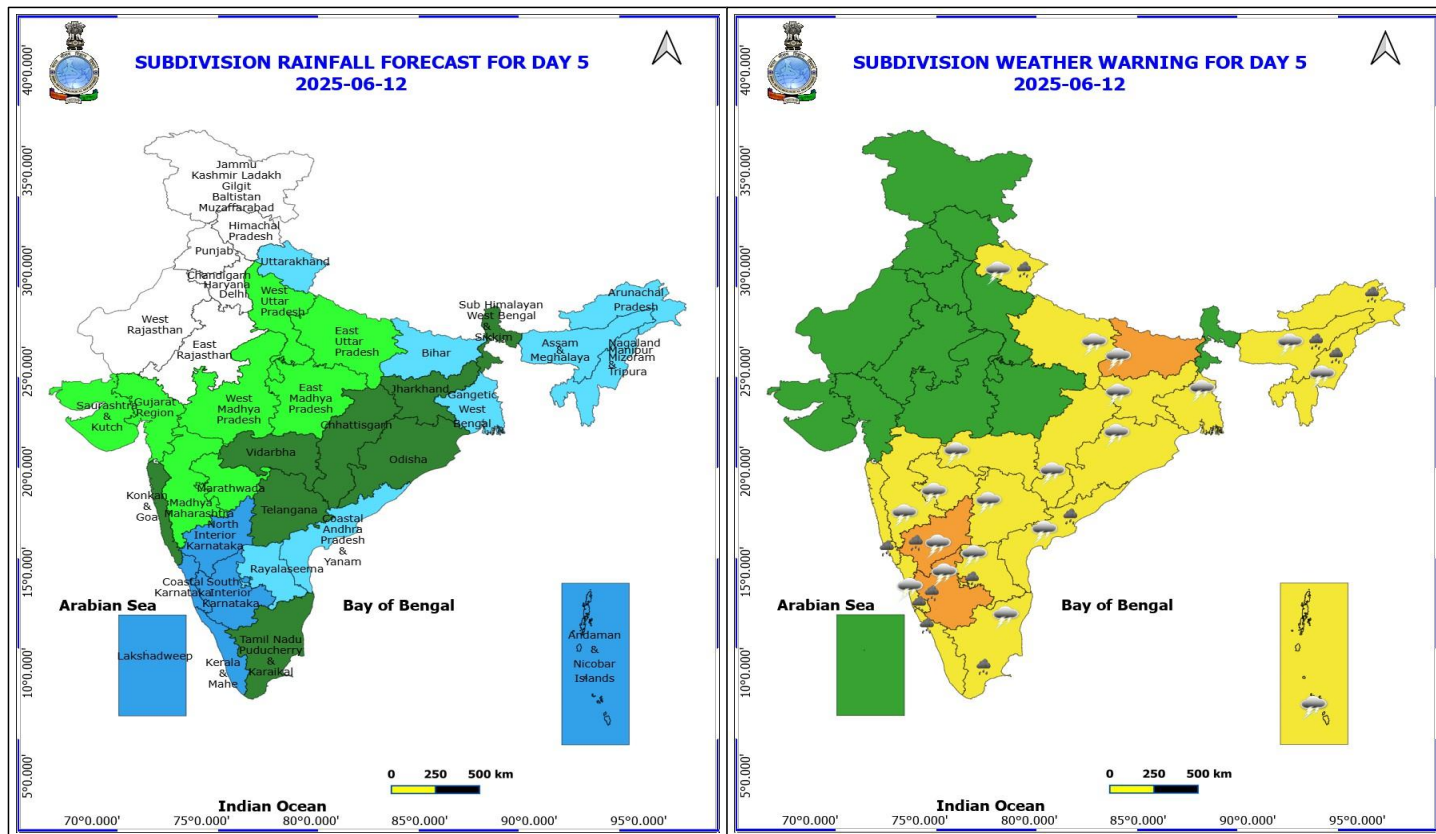 SUBDIVISION RAINFALL FORECAST FOR DAY 5
2025-06-12
40°0.000'
35°0.000'
30°0.000'
25°0.000'
20°0.000'
15°0.000'
10°0.000'
5°0.000'
Jammu
Kashmir Ladakh
Gilgit
Baltistan
Muzaffarabad
Himachal
Pradesh
Punjab
Uttarakhand
Chandigarh
Haryana
Delhi
West
Uttar
Pradesh
West
Rajasthan
East
Rajasthan
East
Uttar
Pradesh
Bihar
Sub Himalayan
West Bengal
&
Sikkim
Arunachal
Pradesh
Assam
&
Meghalaya
Nagaland
Manipur
Mizoram
&
Tripura
Jharkhand
Gangetic
West
Bengal
Saurashtra
&
Kutch
Gujarat
Region
West
Madhya
Pradesh
East
Madhya
Pradesh
Chhattisgarh
Vidarbha
Odisha
Konkan
&
Goa
Madhya
Maharashtra
Marathwada
Telangana
North
Interior
Karnataka
Coastal
Andhra
Pradesh
&
Yanam
Rayalaseema
Coastal
Karnataka
South
Interior
Karnataka
Arabian Sea
Bay of Bengal
Lakshadweep
Kerala
&
Mahe
Tamil Nadu
Puducherry
&
Karaikal
Andaman
&
Nicobar
Islands
0 250 500 km
Indian Ocean
70°0.000' 75°0.000' 80°0.000' 85°0.000' 90°0.000' 95°0.000'
SUBDIVISION WEATHER WARNING FOR DAY 5
2025-06-12
40°0.000'
35°0.000'
30°0.000'
25°0.000'
20°0.000'
15°0.000'
10°0.000'
5°0.000'
Arabian Sea
Bay of Bengal
0 250 500 km
Indian Ocean
70°0.000' 75°0.000' 80°0.000' 85°0.000' 90°0.000' 95°0.000'